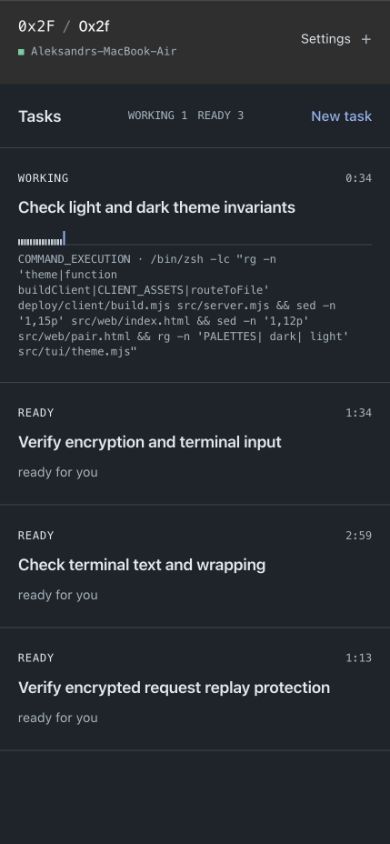 0x2F / 0x2f
Settings +
Aleksandrs-MacBook-Air
Tasks
WORKING 1 READY 3
New task
WORKING
0:34
Check light and dark theme invariants
COMMAND_EXECUTION · /bin/zsh -lc "rg -n
'theme|function
buildClient|CLIENT_ASSETS|routeToFile'
deploy/client/build.mjs src/server.mjs && sed -n
'1,15p' src/web/index.html && sed -n '1,12p'
src/web/pair.html && rg -n 'PALETTES| dark| light'
src/tui/theme.mjs"
READY
1:34
Verify encryption and terminal input
ready for you
READY
2:59
Check terminal text and wrapping
ready for you
READY
1:13
Verify encrypted request replay protection
ready for you